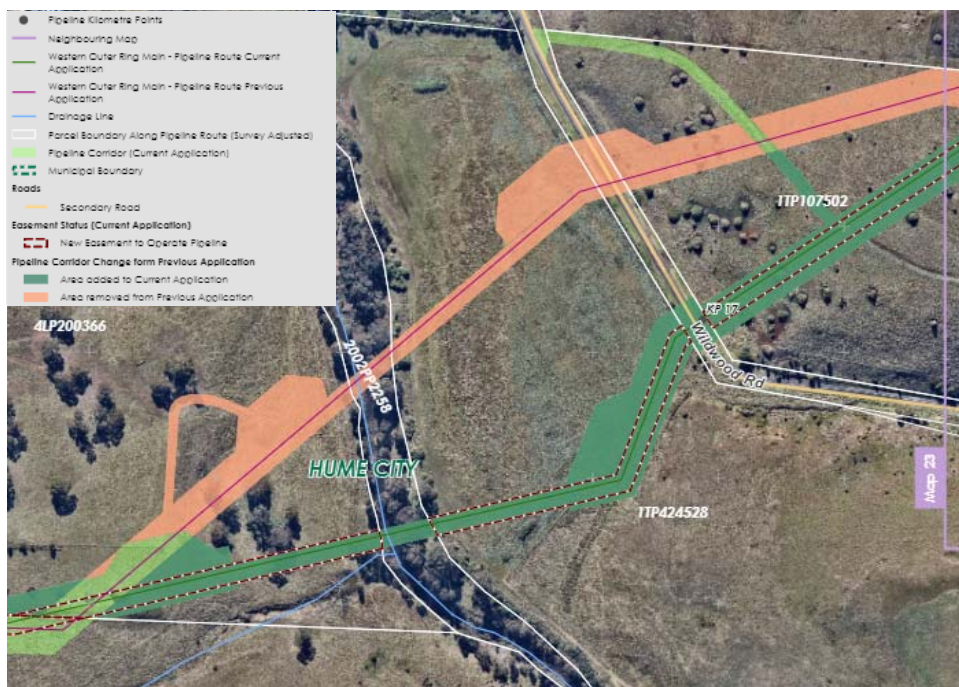 Pipeline Kilometre Points
Neighbouring Map
Western Outer Ring Main - Pipeline Route Current
Application
Western Outer Ring Main - Pipeline Route Previous
Application
Drainage Line
Parcel Boundary Along Pipeline Route (Survey Adjusted)
Pipeline Corridor (Current Application)
Municipal Boundary
Roads
Secondary Road
Easement Status (Current Application)
New Easement to Operate Pipeline
Pipeline Corridor Change form Previous Application
Area added to Current Application
Area removed from Previous Application
1TP107502
KP 17
4LP200366
Wildwood Rd
2002PP2258
HUME CITY
Map 23
1TP424528